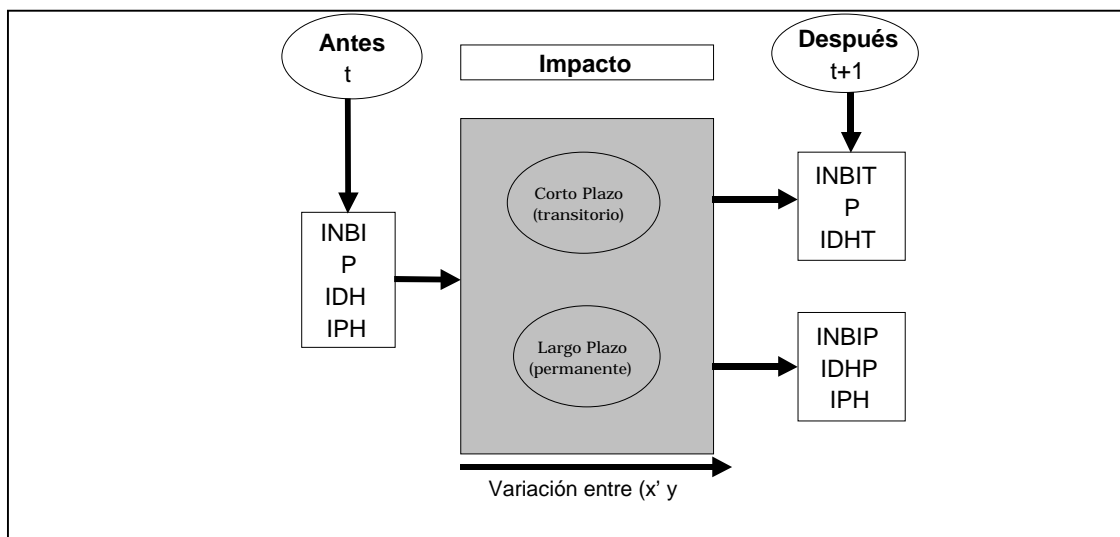 Antes
t
Impacto
Después
t+1
INBI
P
IDH
IPH
Corto Plazo
(transitorio)
Largo Plazo
(permanente)
INBIT
P
IDHT
INBIP
IDHP
IPH
Variación entre (x' y